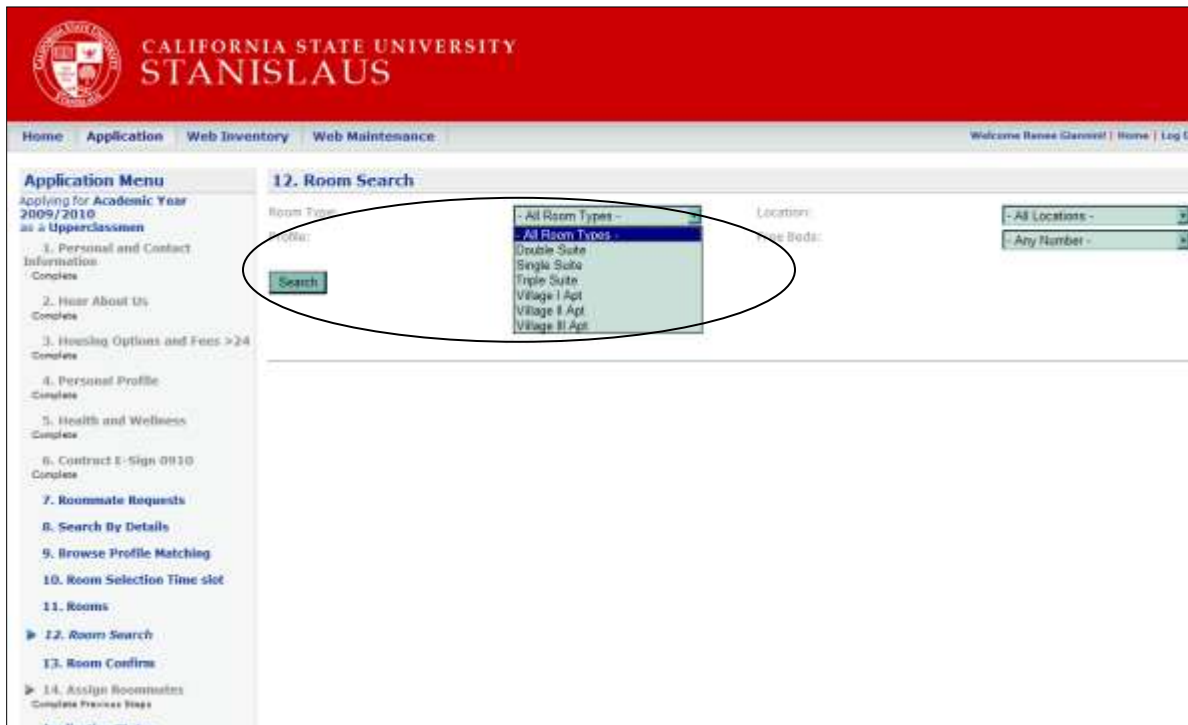 CALIFORNIA STATE UNIVERSITY
STANISLAUS
Home Application Web Inventory Web Maintenance
Welcome Renee Giannini! | Home | Log
Application Menu
Applying for Academic Year
2009/2010
as a Upperclassmen
1. Personal and Contact
Information
Complete
2. Hear About Us
Complete
3. Housing Options and Fees >24
Complete
4. Personal Profile
Complete
5. Health and Wellness
Complete
6. Contract E-Sign 0910
Complete
7. Roommate Requests
8. Search By Details
9. Browse Profile Matching
10. Room Selection Time slot
11. Rooms
12. Room Search
13. Room Confirm
14. Assign Roommates
Complete Previous Steps
12. Room Search
Room Type: - All Room Types - Location: - All Locations -
Profile: - All Room Types - Free Beds: - Any Number -
Double Suite
Single Suite
Triple Suite
Village I Apt
Village II Apt
Village III Apt
Search